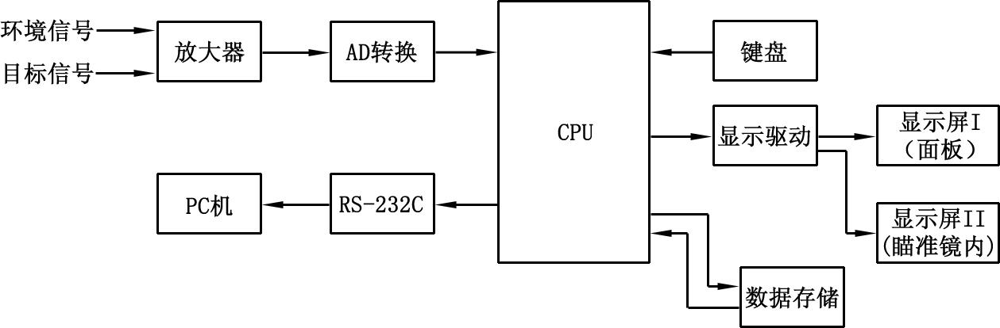 环境信号
目标信号
放大器
AD转换
CPU
键盘
显示驱动
显示屏I
（面板）
PC机
RS-232C
显示屏II
(瞄准镜内)
数据存储